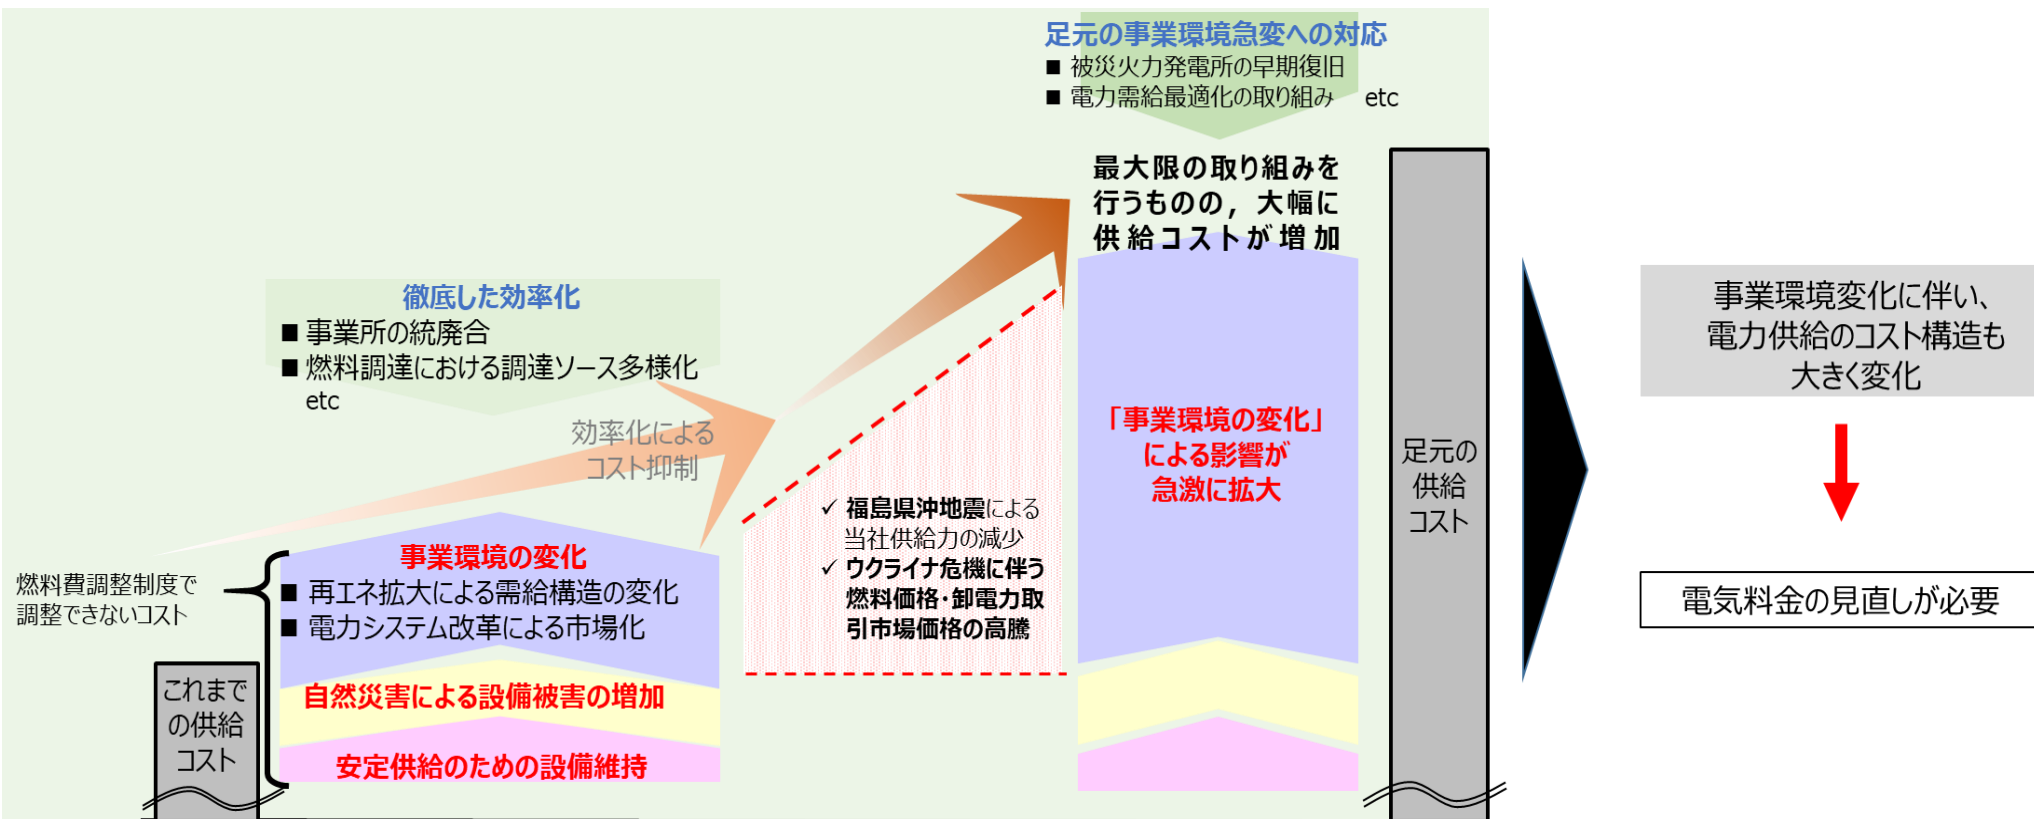 足元の事業環境急変への対応
■ 被災火力発電所の早期復旧
■ 電力需給最適化の取り組み etc
最大限の取り組みを
行うものの，大幅に
供給コストが増加
徹底した効率化
■ 事業所の統廃合
■ 燃料調達における調達ソース多様化
etc
効率化による
コスト抑制
「事業環境の変化」
による影響が
急激に拡大
✓ 福島県沖地震による
当社供給力の減少
✓ ウクライナ危機に伴う
燃料価格・卸電力取
引市場価格の高騰
燃料費調整制度で
調整できないコスト
事業環境の変化
■ 再エネ拡大による需給構造の変化
■ 電力システム改革による市場化
自然災害による設備被害の増加
安定供給のための設備維持
これまで
の供給
コスト
足元の
供給
コスト
事業環境変化に伴い、
電力供給のコスト構造も
大きく変化
電気料金の見直しが必要